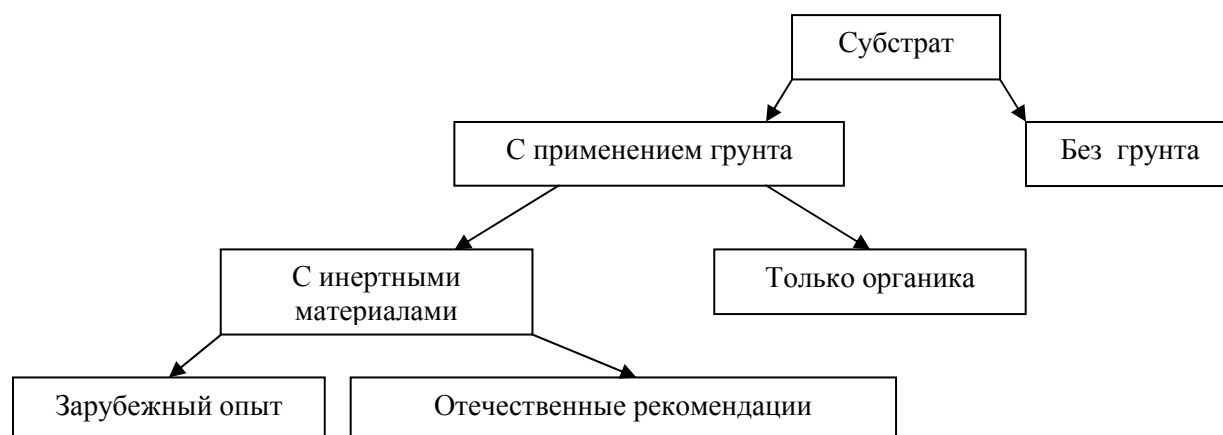 Субстрат
С применением грунта
Без грунта
С инертными
материалами
Только органика
Зарубежный опыт
Отечественные рекомендации